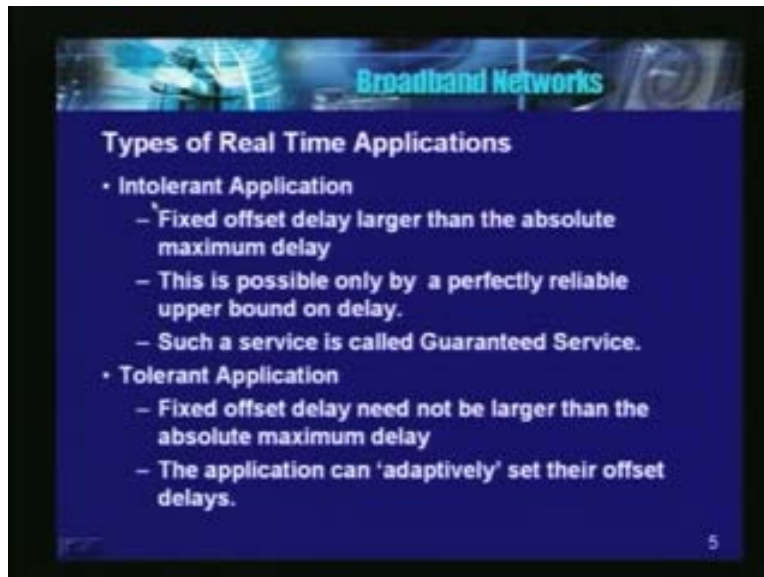 Broadband Networks
Types of Real Time Applications
• Intolerant Application
– Fixed offset delay larger than the absolute
maximum delay
– This is possible only by a perfectly reliable
upper bound on delay.
– Such a service is called Guaranteed Service.
• Tolerant Application
– Fixed offset delay need not be larger than the
absolute maximum delay
– The application can ‘adaptively’ set their offset
delays.
5